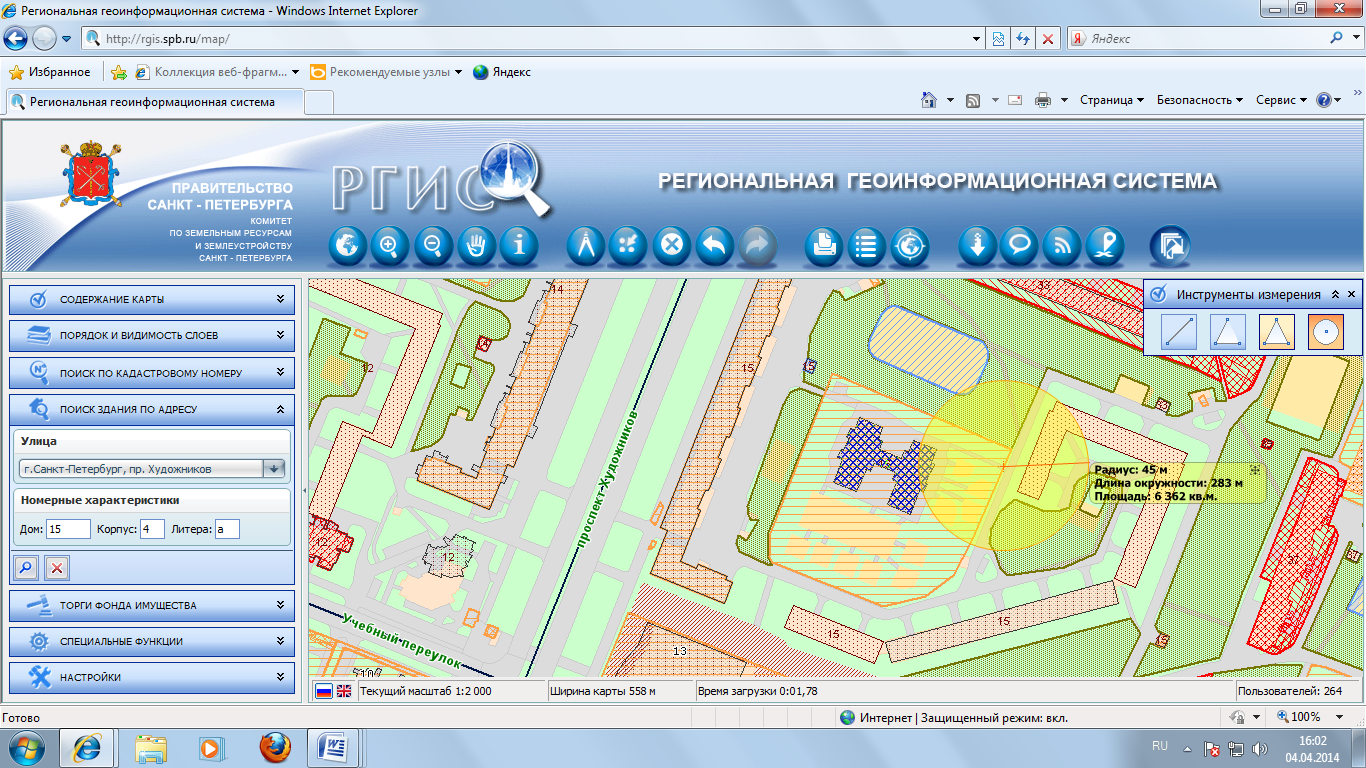 Региональная геоинформационная система - Windows Internet Explorer
http://rgis.spb.ru/map/
Яндекс
Избранное
Коллекция веб-фрагм...
Рекомендуемые узлы
Яндекс
Региональная геоинформационная система
Страница
Безопасность
Сервис
ПРАВИТЕЛЬСТВО
САНКТ - ПЕТЕРБУРГА
КОМИТЕТ
ПО ЗЕМЕЛЬНЫМ РЕСУРСАМ
И ЗЕМЛЕУСТРОЙСТВУ
САНКТ - ПЕТЕРБУРГА
РГИС
РЕГИОНАЛЬНАЯ ГЕОИНФОРМАЦИОННАЯ СИСТЕМА
СОДЕРЖАНИЕ КАРТЫ
ПОРЯДОК И ВИДИМОСТЬ СЛОЕВ
ПОИСК ПО КАДАСТРОВОМУ НОМЕРУ
ПОИСК ЗДАНИЯ ПО АДРЕСУ
Улица
г.Санкт-Петербург, пр. Художников
Номерные характеристики
Дом: 15 Корпус: 4 Литера: а
ТОРГИ ФОНДА ИМУЩЕСТВА
СПЕЦИАЛЬНЫЕ ФУНКЦИИ
НАСТРОЙКИ
Инструменты измерения
14
33
12
15
15
проспект Художников
Радиус: 45 м
Длина окружности: 283 м
Площадь: 6 362 кв.м.
12
12
Учебный переулок
13
15
15
15
Текущий масштаб 1:2 000
Ширина карты 558 м
Время загрузки 0:01,78
Пользователей: 264
Готово
Интернет | Защищенный режим: вкл.
100%
RU
16:02
04.04.2014